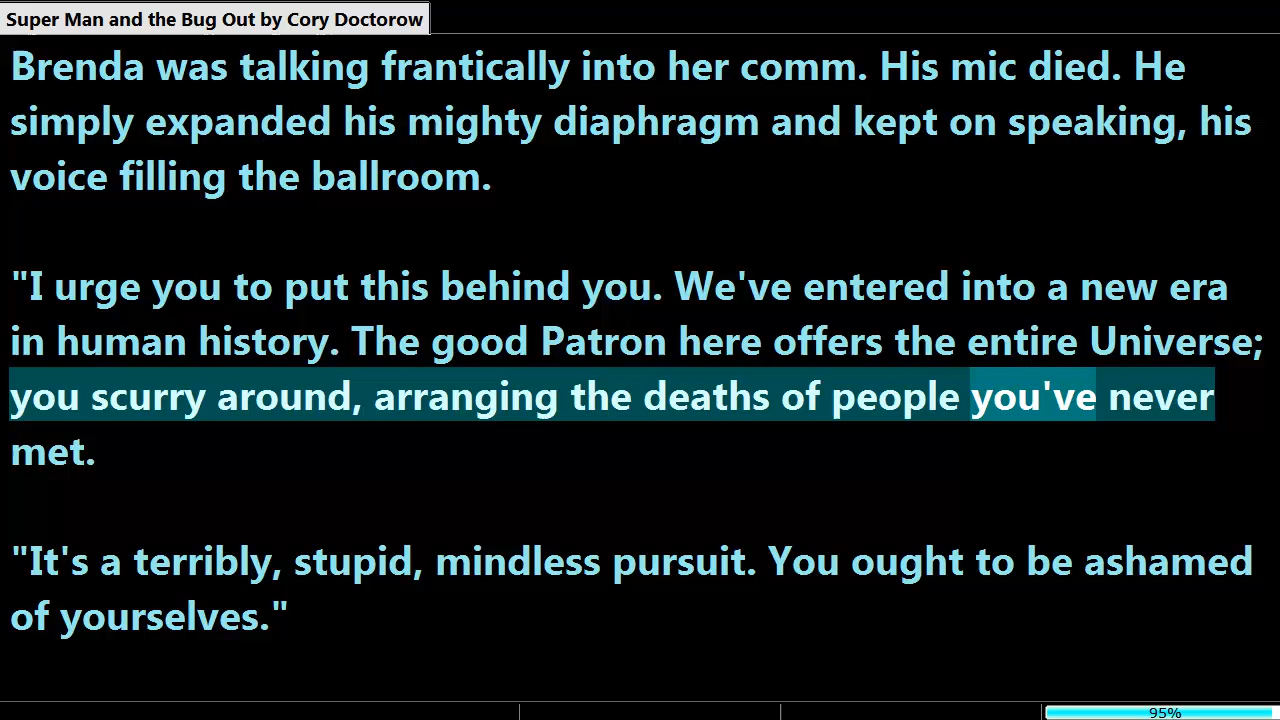 Super Man and the Bug Out by Cory Doctorow
Brenda was talking frantically into her comm. His mic died. He
simply expanded his mighty diaphragm and kept on speaking, his
voice filling the ballroom.
"I urge you to put this behind you. We've entered into a new era
in human history. The good Patron here offers the entire Universe;
you scurry around, arranging the deaths of people you've never
met.
"It's a terribly, stupid, mindless pursuit. You ought to be ashamed
of yourselves."
95%